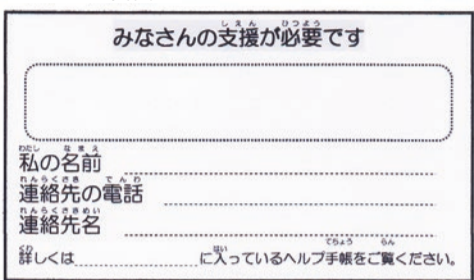 みなさんの支援が必要です
私の名前
連絡先の電話
連絡先名
詳しくは に入っているヘルプ手帳をご覧ください。